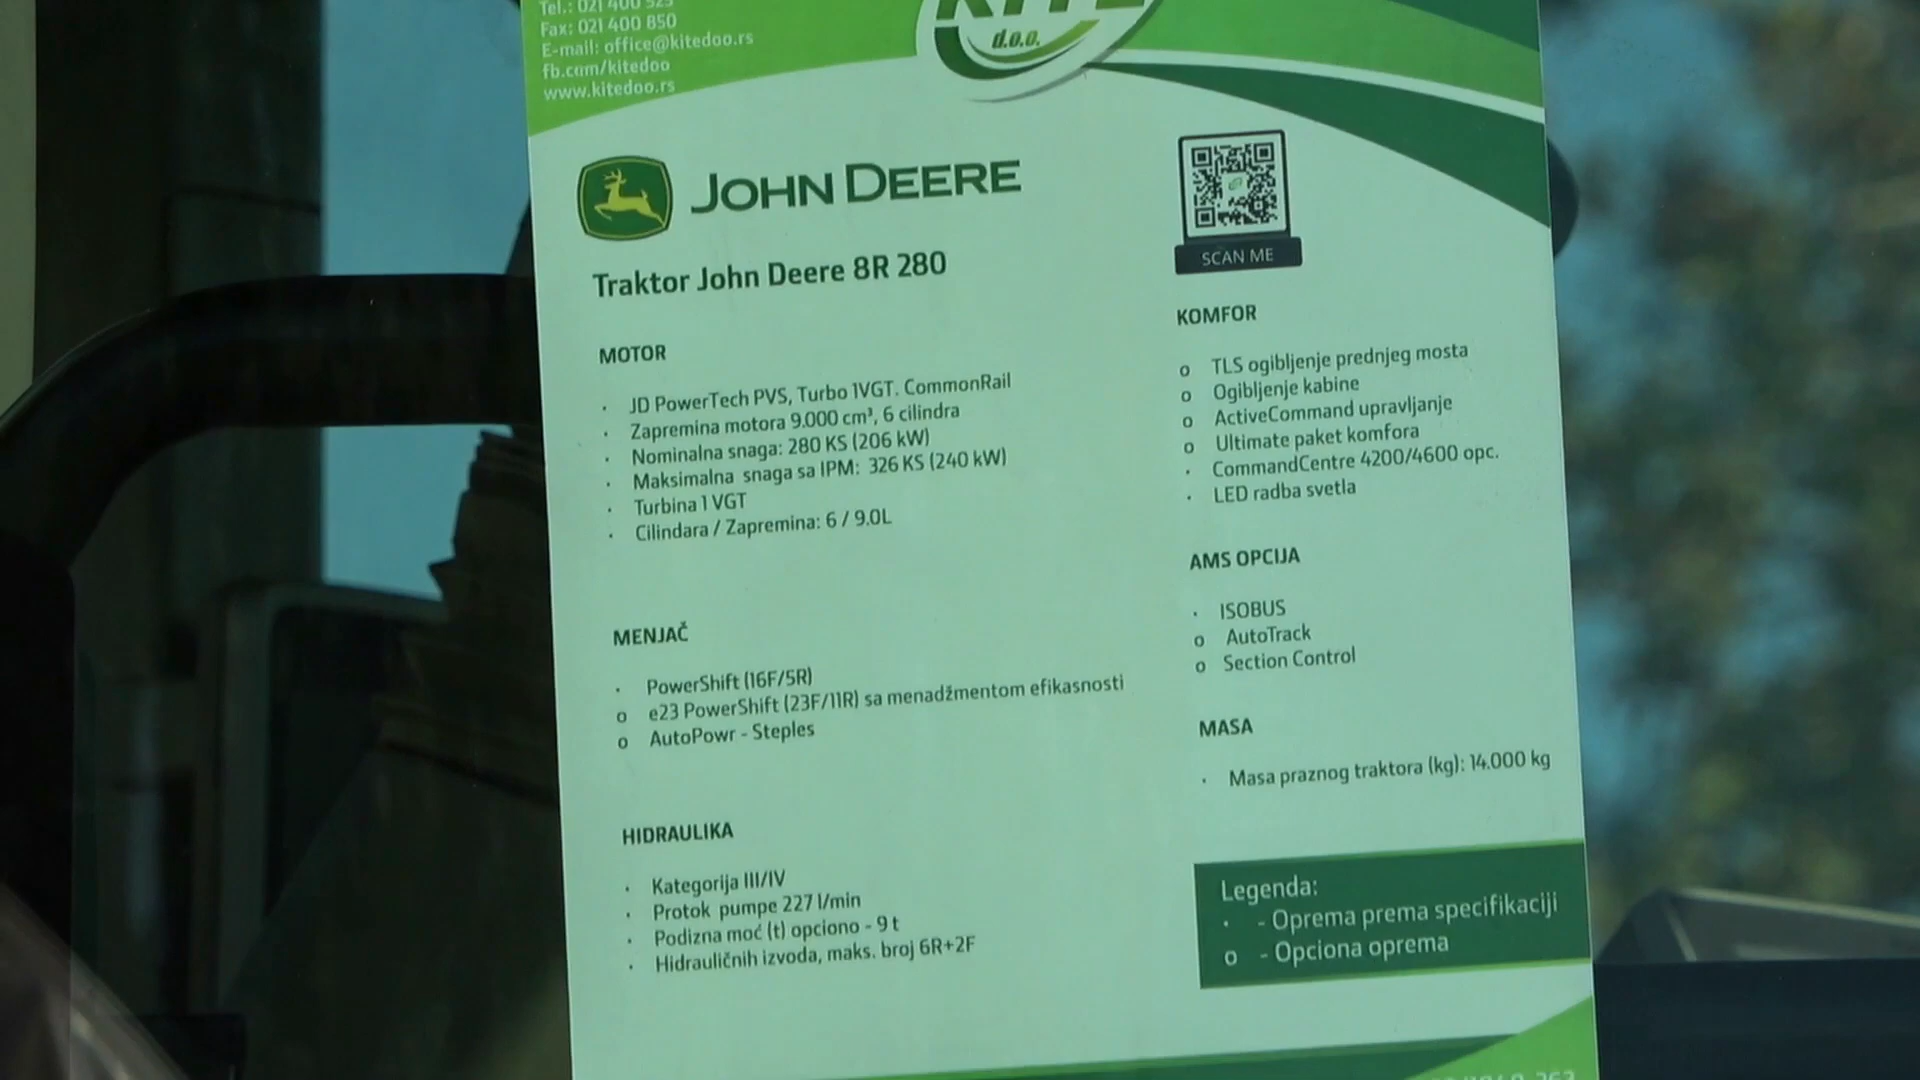 Tel.: 021 400 523
Fax: 021 400 850
E-mail: office@kitedoo.rs
fb.com/kitedoo
www.kitedoo.rs
KITE
d.o.o.
JOHN DEERE
SCAN ME
Traktor John Deere 8R 280
MOTOR
· JD PowerTech PVS, Turbo 1VGT. CommonRail
· Zapremina motora 9.000 cm³, 6 cilindra
· Nominalna snaga: 280 KS (206 kW)
· Maksimalna snaga sa IPM: 326 KS (240 kW)
· Turbina 1 VGT
· Cilindara / Zapremina: 6 / 9.0L
MENJAČ
· PowerShift (16F/5R)
o e23 PowerShift (23F/11R) sa menadžmentom efikasnosti
o AutoPowr - Steples
HIDRAULIKA
· Kategorija III/IV
· Protok pumpe 227 l/min
· Podizna moć (t) opciono - 9 t
· Hidrauličnih izvoda, maks. broj 6R+2F
KOMFOR
o TLS ogibljenje prednjeg mosta
o Ogibljenje kabine
o ActiveCommand upravljanje
o Ultimate paket komfora
· CommandCentre 4200/4600 opc.
· LED radba svetla
AMS OPCIJA
· ISOBUS
o AutoTrack
o Section Control
MASA
· Masa praznog traktora (kg): 14.000 kg
Legenda:
· - Oprema prema specifikaciji
o - Opciona oprema